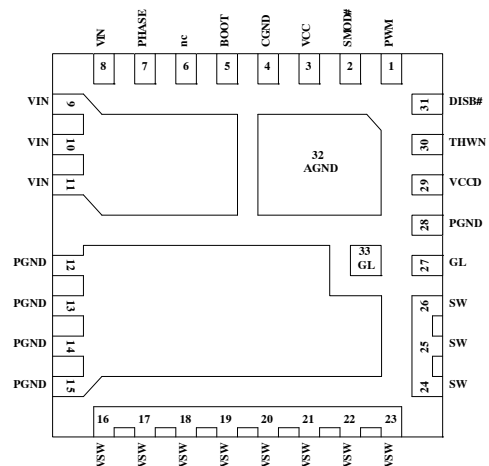 VIN PHASE nc BOOT CGND VCC SMOD# PWM
8 7 6 5 4 3 2 1
VIN 9
31 DISB#
VIN 10
30 THWN
32
AGND
VIN 11
29 VCCD
28 PGND
33
GL
PGND 12
27 GL
PGND 13
26 SW
PGND 14
25 SW
PGND 15
24 SW
16 17 18 19 20 21 22 23
VSW VSW VSW VSW VSW VSW VSW VSW